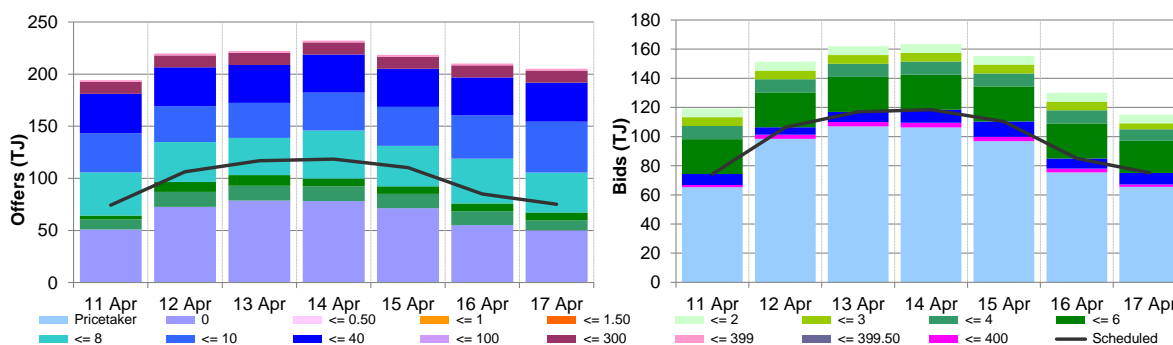 250
200
150
100
50
0
Offers (TJ)
11 Apr 12 Apr 13 Apr 14 Apr 15 Apr 16 Apr 17 Apr
180
160
140
120
100
80
60
40
20
0
Bids (TJ)
11 Apr 12 Apr 13 Apr 14 Apr 15 Apr 16 Apr 17 Apr
Pricetaker 0 <= 0.50 <= 1 <= 1.50 <= 2 <= 3 <= 4 <= 6
<= 8 <= 10 <= 40 <= 100 <= 300 <= 399 <= 399.50 <= 400 Scheduled